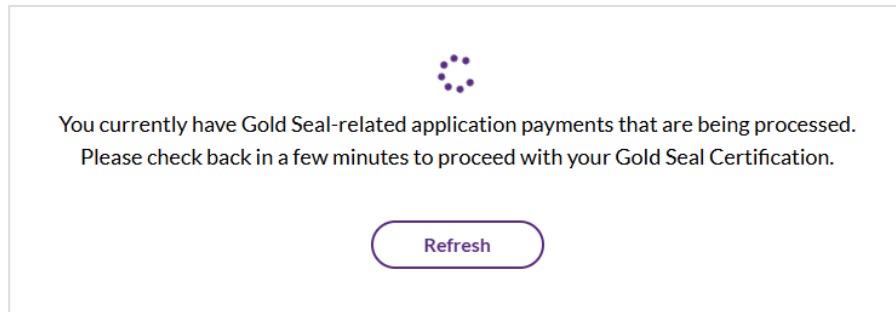 You currently have Gold Seal-related application payments that are being processed.
Please check back in a few minutes to proceed with your Gold Seal Certification.
Refresh